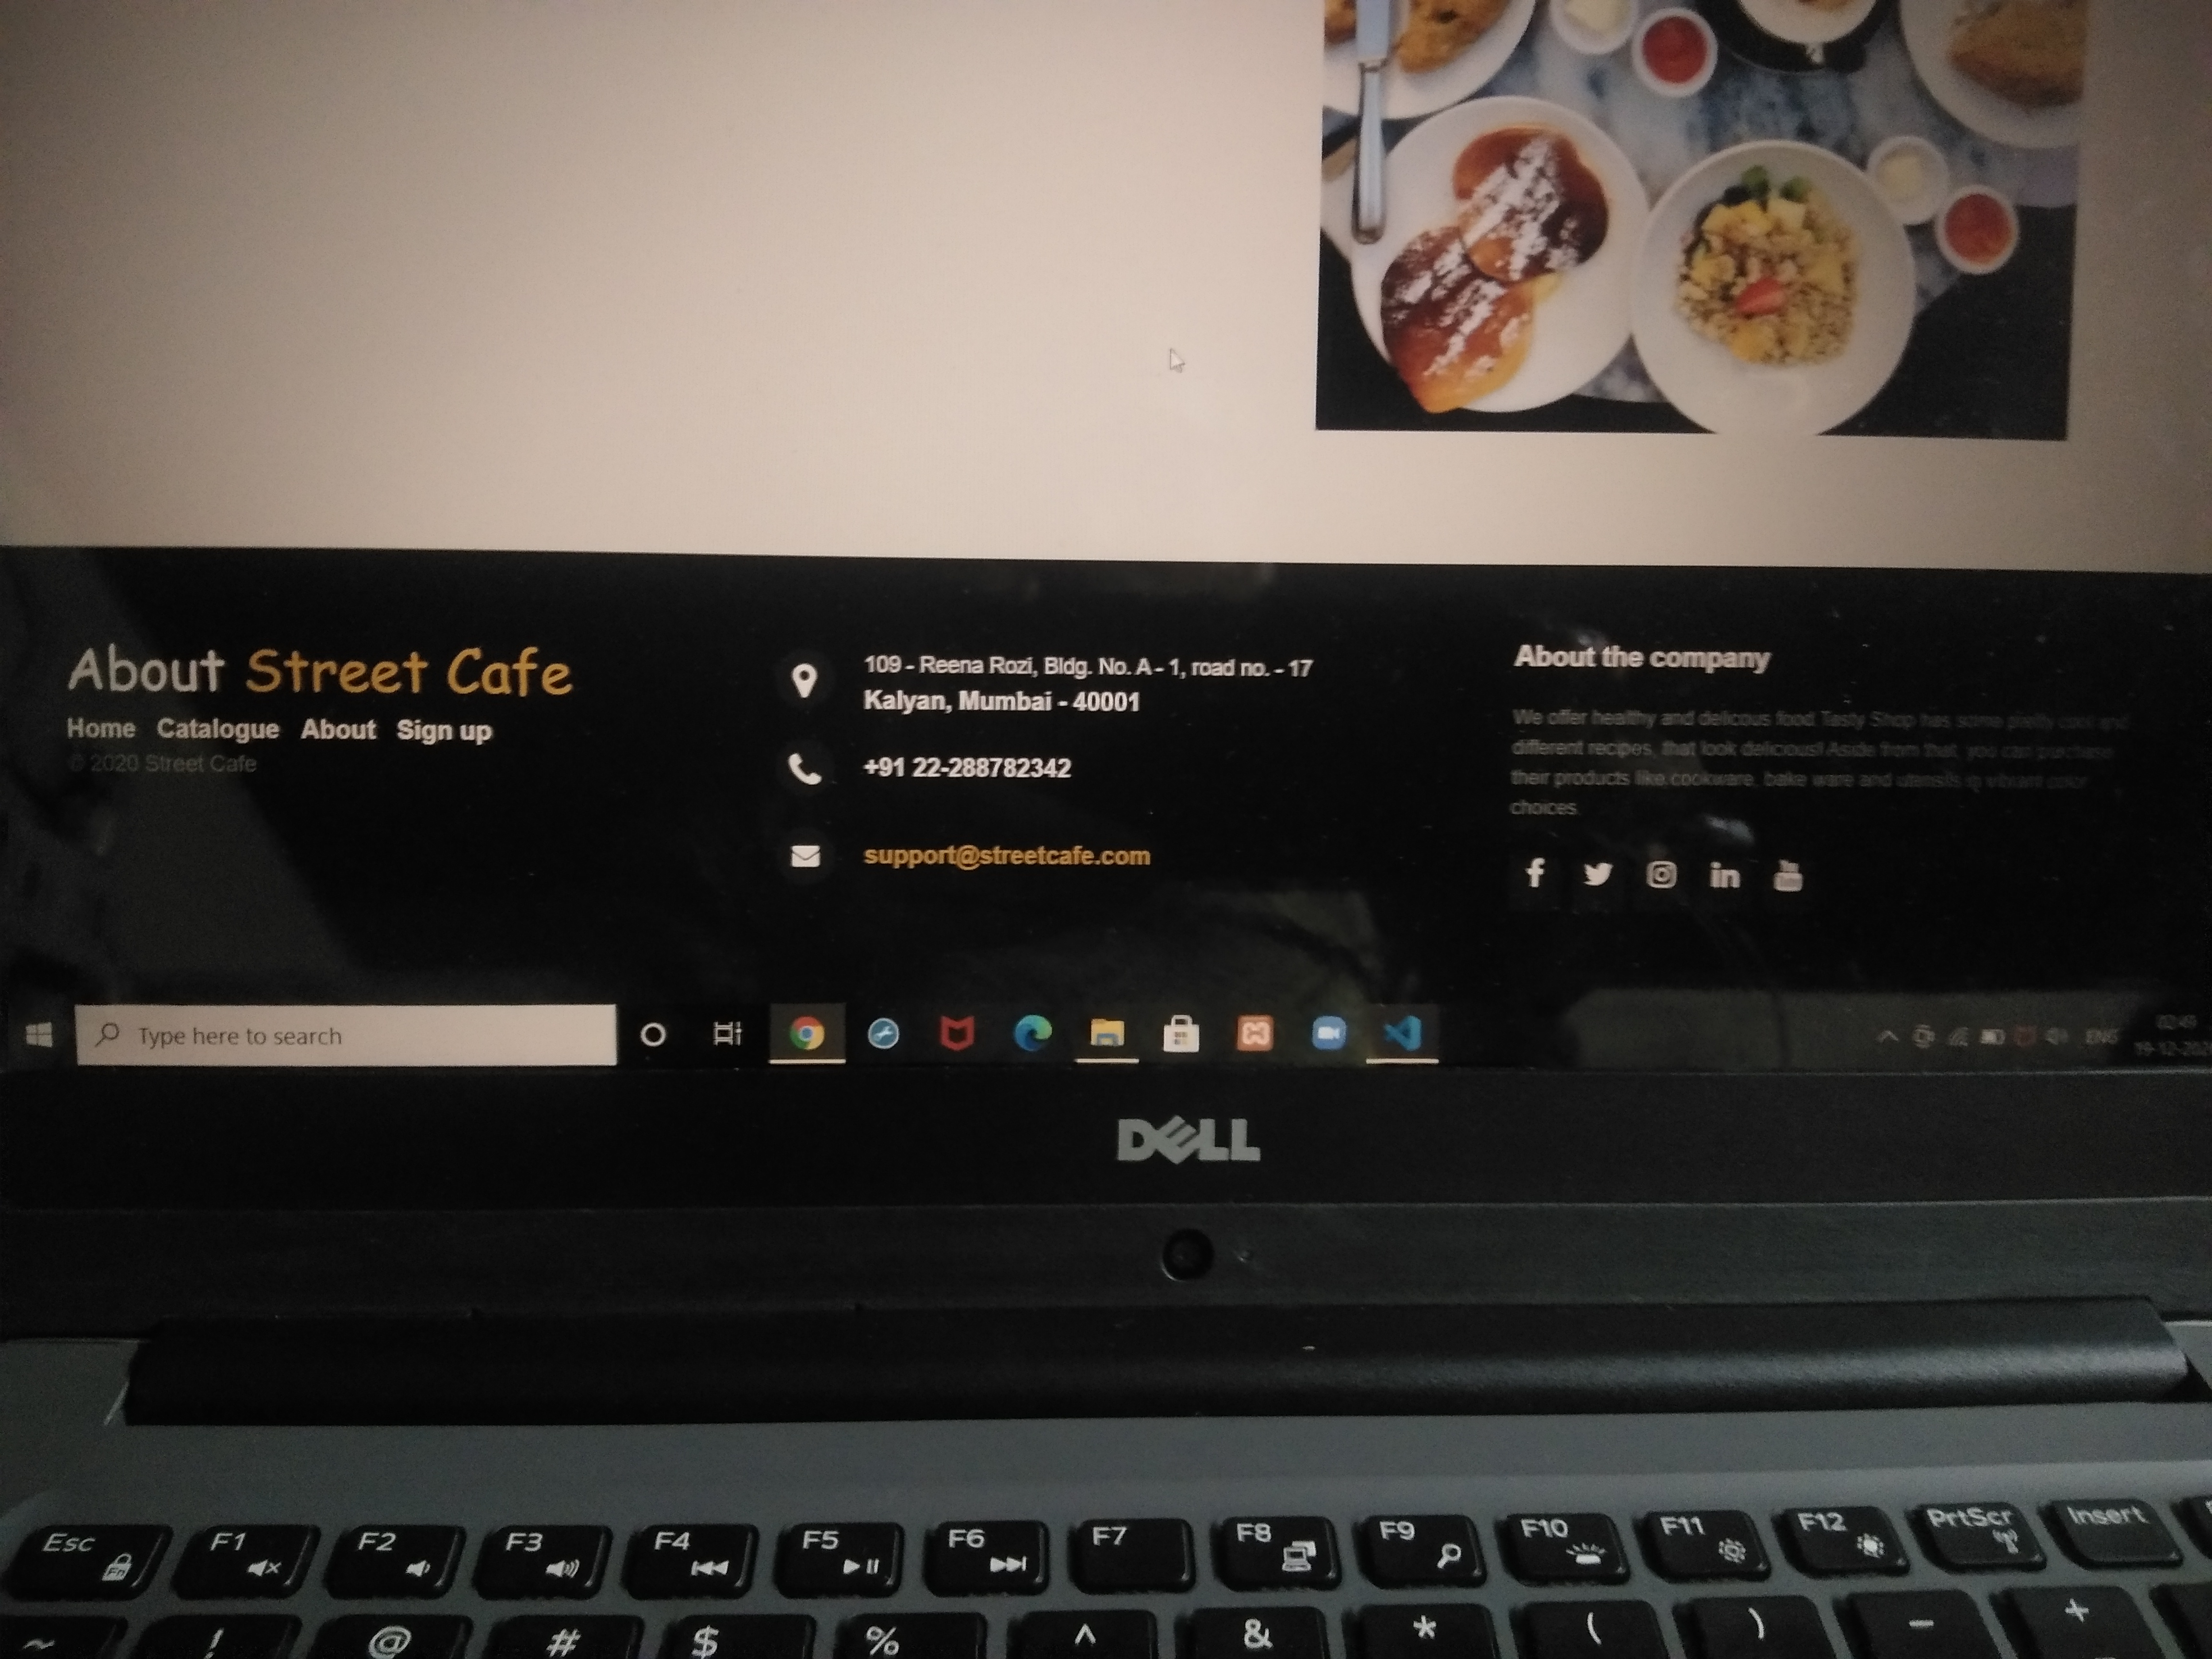 About Street Cafe
Home Catalogue About Sign up
© 2020 Street Cafe
109 - Reena Rozi, Bldg. No. A - 1, road no. - 17
Kalyan, Mumbai - 40001
+91 22-288782342
support@streetcafe.com
About the company
We offer healthy and delicous food Tasty Shop has some pretty cool and
different recipes, that look delicious! Aside from that, you can purchase
their products like cookware, bake ware and utensils in vibrant color
choices.
f in You
Type here to search
ENG
DELL
Esc Fn F1 F2 F3 F4 F5 F6 F7 F8 F9 F10 F11 F12 PrtScr Insert
~ ! @ # $ % ^ & * ( ) - +